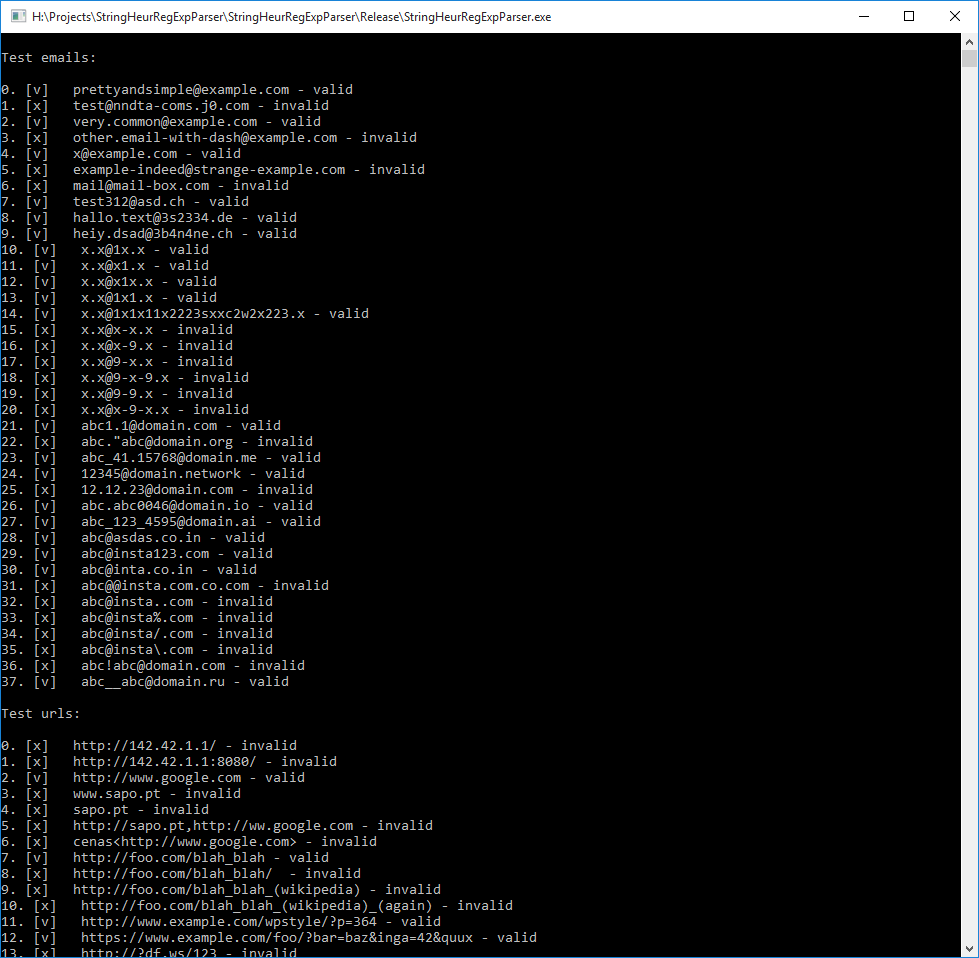 H:\Projects\StringHeurRegExpParser\StringHeurRegExpParser\Release\StringHeurRegExpParser.exe
Test emails:
0. [v]   prettyandsimple@example.com - valid
1. [x]   test@nndta-coms.j0.com - invalid
2. [v]   very.common@example.com - valid
3. [x]   other.email-with-dash@example.com - invalid
4. [v]   x@example.com - valid
5. [x]   example-indeed@strange-example.com - invalid
6. [x]   mail@mail-box.com - invalid
7. [v]   test312@asd.ch - valid
8. [v]   hallo.text@3s2334.de - valid
9. [v]   heiy.dsad@3b4n4ne.ch - valid
10. [v]   x.x@1x.x - valid
11. [v]   x.x@x1.x - valid
12. [v]   x.x@x1x.x - valid
13. [v]   x.x@1x1.x - valid
14. [v]   x.x@1x1x11x2223sxxc2w2x223.x - valid
15. [x]   x.x@x-x.x - invalid
16. [x]   x.x@x-9.x - invalid
17. [x]   x.x@9-x.x - invalid
18. [x]   x.x@9-x-9.x - invalid
19. [x]   x.x@9-9.x - invalid
20. [x]   x.x@x-9-x.x - invalid
21. [v]   abc1.1@domain.com - valid
22. [x]   abc."abc@domain.org - invalid
23. [v]   abc_41.15768@domain.me - valid
24. [v]   12345@domain.network - valid
25. [x]   12.12.23@domain.com - invalid
26. [v]   abc.abc0046@domain.io - valid
27. [v]   abc_123_4595@domain.ai - valid
28. [v]   abc@asdas.co.in - valid
29. [v]   abc@insta123.com - valid
30. [v]   abc@inta.co.in - valid
31. [x]   abc@@insta.com.co.com - invalid
32. [x]   abc@insta..com - invalid
33. [x]   abc@insta%.com - invalid
34. [x]   abc@insta/.com - invalid
35. [x]   abc@insta\.com - invalid
36. [x]   abc!abc@domain.com - invalid
37. [v]   abc__abc@domain.ru - valid
Test urls:
0. [x]   http://142.42.1.1/ - invalid
1. [x]   http://142.42.1.1:8080/ - invalid
2. [v]   http://www.google.com - valid
3. [x]   www.sapo.pt - invalid
4. [x]   sapo.pt - invalid
5. [x]   http://sapo.pt,http://ww.google.com - invalid
6. [x]   cenas<http://www.google.com> - invalid
7. [v]   http://foo.com/blah_blah - valid
8. [x]   http://foo.com/blah_blah/  - invalid
9. [x]   http://foo.com/blah_blah_(wikipedia) - invalid
10. [x]   http://foo.com/blah_blah_(wikipedia)_(again) - invalid
11. [v]   http://www.example.com/wpstyle/?p=364 - valid
12. [v]   https://www.example.com/foo/?bar=baz&inga=42&quux - valid
13. [x]   http://?df.ws/123 - invalid